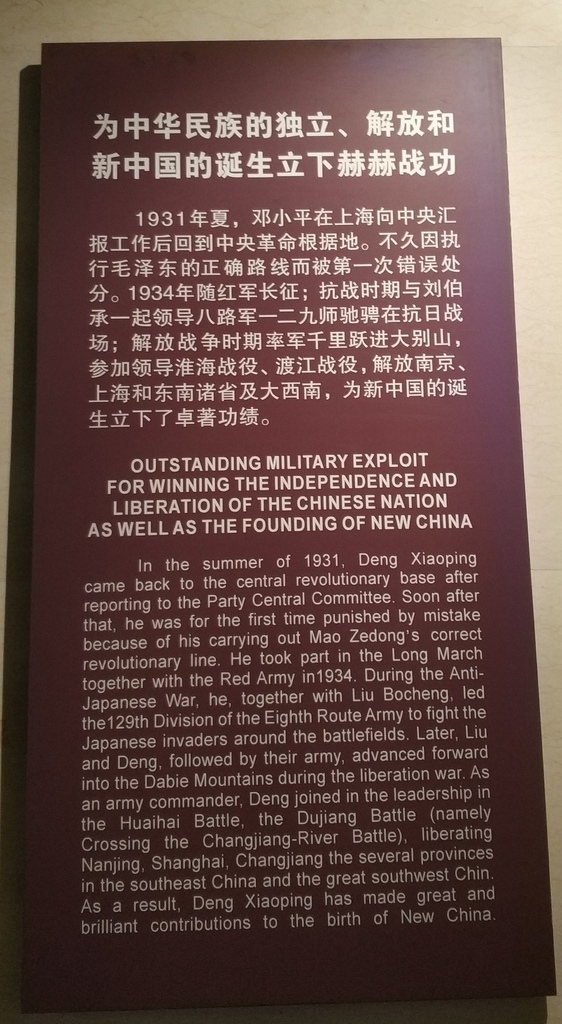 为中华民族的独立、解放和
新中国的诞生立下赫赫战功
1931年夏，邓小平在上海向中央汇
报工作后回到中央革命根据地。不久因执
行毛泽东的正确路线而被第一次错误处
分。1934年随红军长征；抗战时期与刘伯
承一起领导八路军一二九师驰骋在抗日战
场；解放战争时期率军千里跃进大别山，
参加领导淮海战役、渡江战役，解放南京、
上海和东南诸省及大西南，为新中国的诞
生立下了卓著功绩。
OUTSTANDING MILITARY EXPLOIT
FOR WINNING THE INDEPENDENCE AND
LIBERATION OF THE CHINESE NATION
AS WELL AS THE FOUNDING OF NEW CHINA
In the summer of 1931, Deng Xiaoping
came back to the central revolutionary base after
reporting to the Party Central Committee. Soon after
that, he was for the first time punished by mistake
because of his carrying out Mao Zedong's correct
revolutionary line. He took part in the Long March
together with the Red Army in1934. During the Anti-
Japanese War, he, together with Liu Bocheng, led
the129th Division of the Eighth Route Army to fight the
Japanese invaders around the battlefields. Later, Liu
and Deng, followed by their army, advanced forward
into the Dabie Mountains during the liberation war. As
an army commander, Deng joined in the leadership in
the Huaihai Battle, the Dujiang Battle (namely
Crossing the Changjiang-River Battle), liberating
Nanjing, Shanghai, Changjiang the several provinces
in the southeast China and the great southwest Chin.
As a result, Deng Xiaoping has made great and
brilliant contributions to the birth of New China.